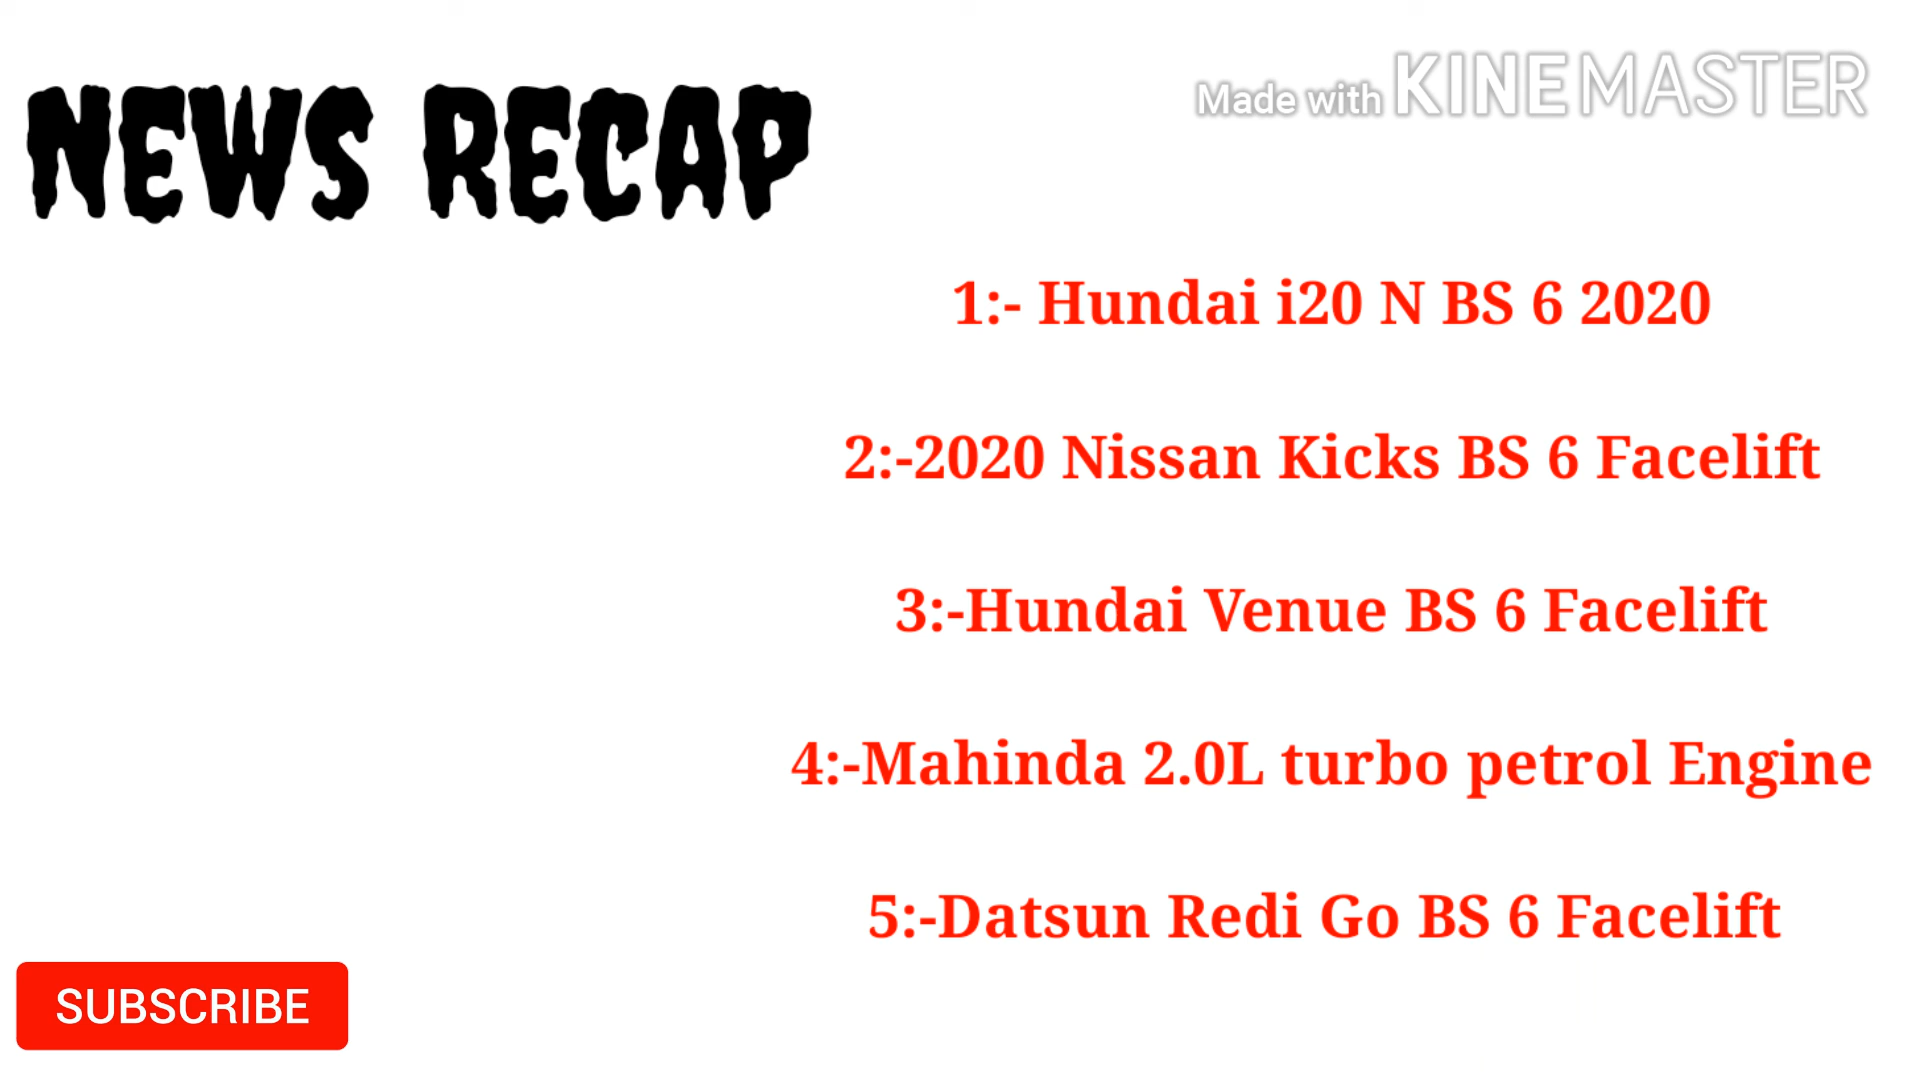 Made with KINEMASTER
NEWS RECAP
1:- Hundai i20 N BS 6 2020
2:-2020 Nissan Kicks BS 6 Facelift
3:-Hundai Venue BS 6 Facelift
4:-Mahinda 2.0L turbo petrol Engine
5:-Datsun Redi Go BS 6 Facelift
SUBSCRIBE